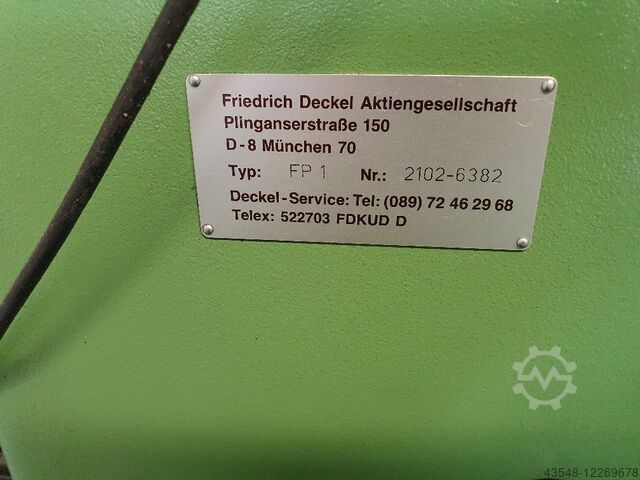 Friedrich Deckel Aktiengesellschaft
Plinganserstraße 150
D-8 München 70
Typ: FP 1 Nr.: 2102-6382
Deckel-Service: Tel: (089) 72 46 29 68
Telex: 522703 FDKUD D
43548-12269678